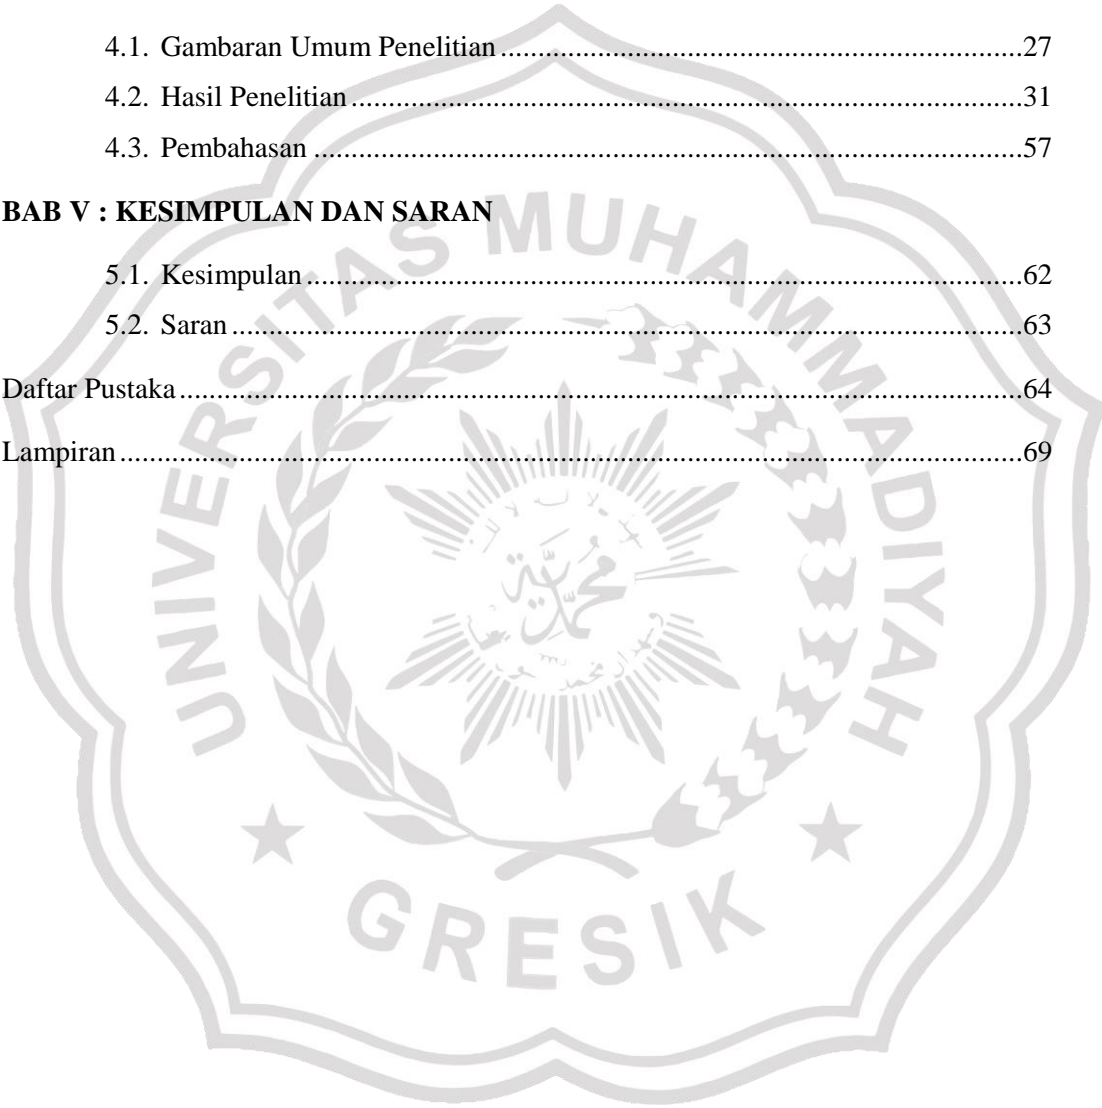 4.1. Gambaran Umum Penelitian......................................................................27
4.2. Hasil Penelitian..........................................................................................31
4.3. Pembahasan...............................................................................................57
BAB V : KESIMPULAN DAN SARAN
5.1. Kesimpulan................................................................................................62
5.2. Saran..........................................................................................................63
Daftar Pustaka....................................................................................................................64
Lampiran............................................................................................................................69
UNIVERSITAS MUHAMMADIYAH
محمدية
GRESIK